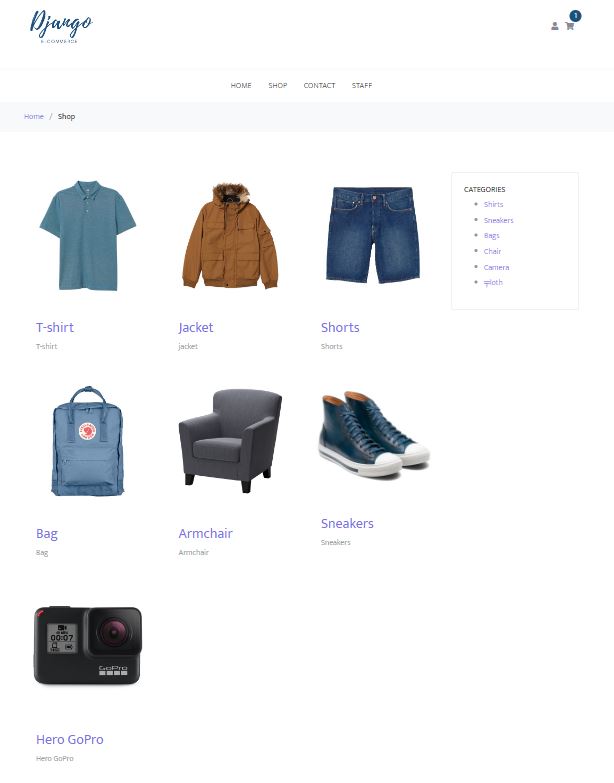 Django
E-COMMERCE
1
HOME SHOP CONTACT STAFF
Home / Shop
CATEGORIES
Shirts
Sneakers
Bags
Chair
Camera
T-shirt
T-shirt
Jacket
jacket
Shorts
Shorts
Bag
Bag
Armchair
Armchair
Sneakers
Sneakers
00:07
GoPro
Hero GoPro
Hero GoPro